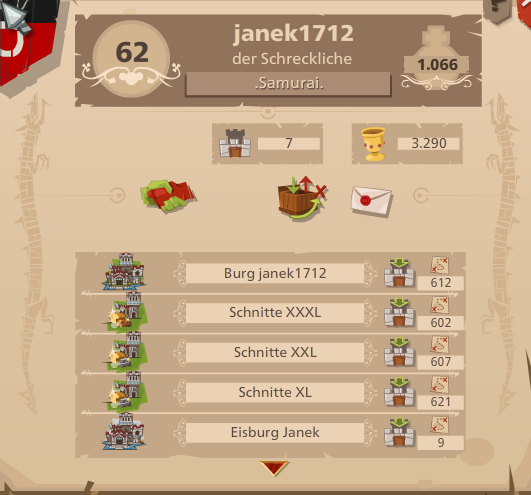 janek1712
62
der Schreckliche
1.066
.Samurai.
7
3.290
Burg janek1712
612
Schnitte XXXL
602
Schnitte XXL
607
Schnitte XL
621
Eisburg Janek
9